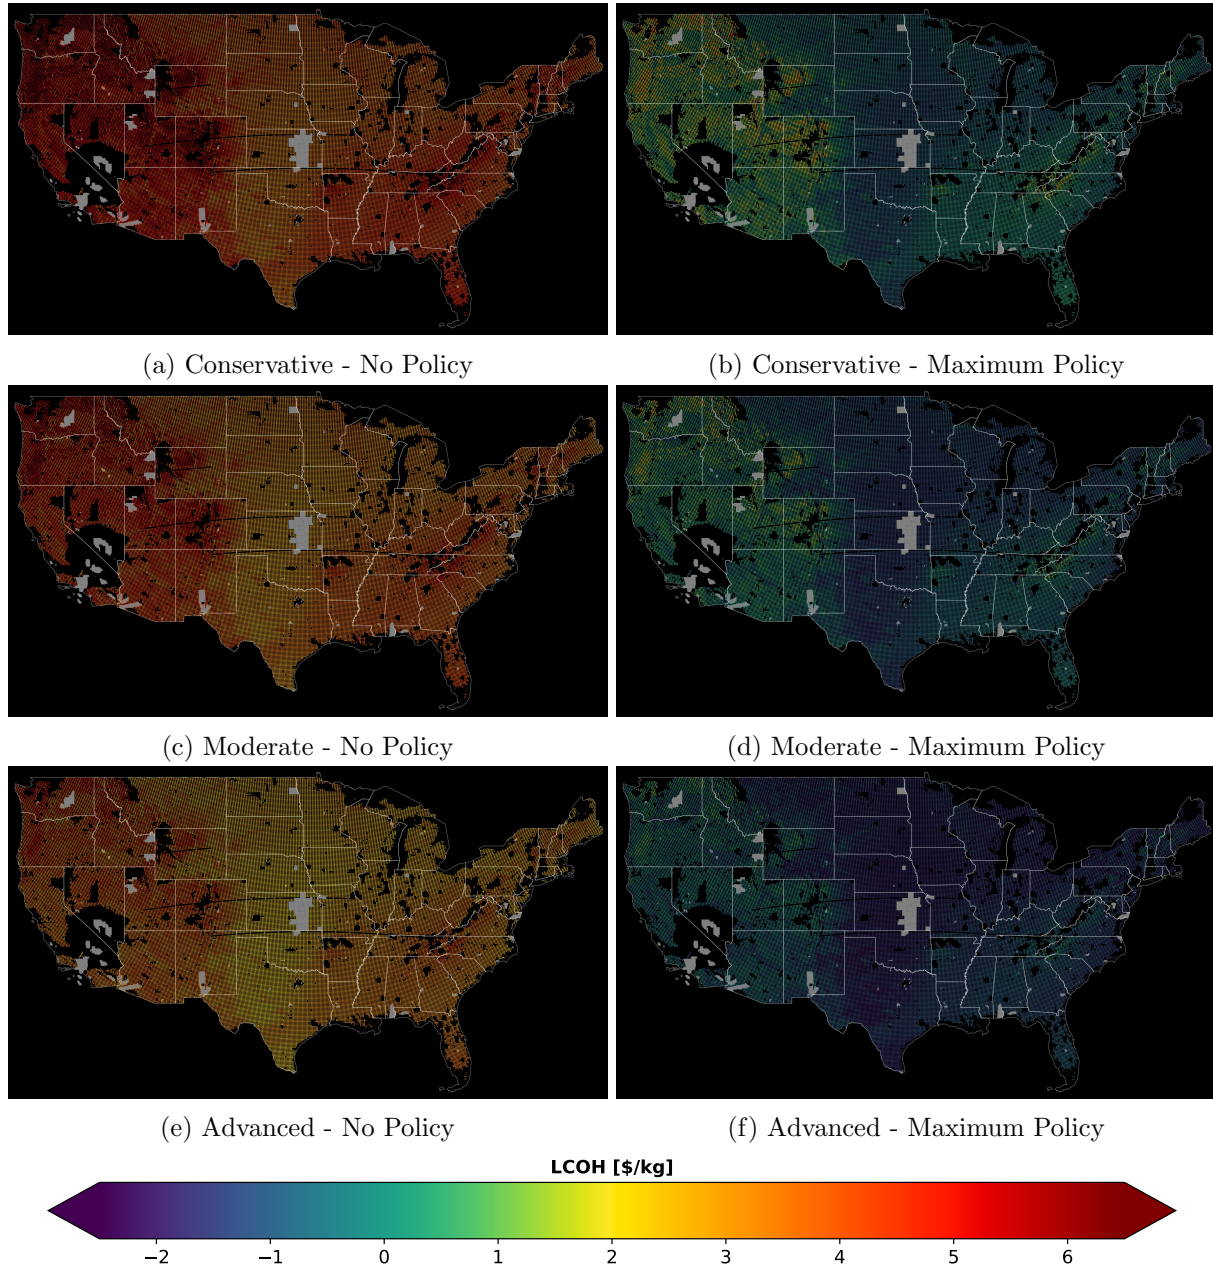 (a) Conservative - No Policy
(b) Conservative - Maximum Policy
(c) Moderate - No Policy
(d) Moderate - Maximum Policy
(e) Advanced - No Policy
(f) Advanced - Maximum Policy
LCOH [$/kg]
−2 −1 0 1 2 3 4 5 6